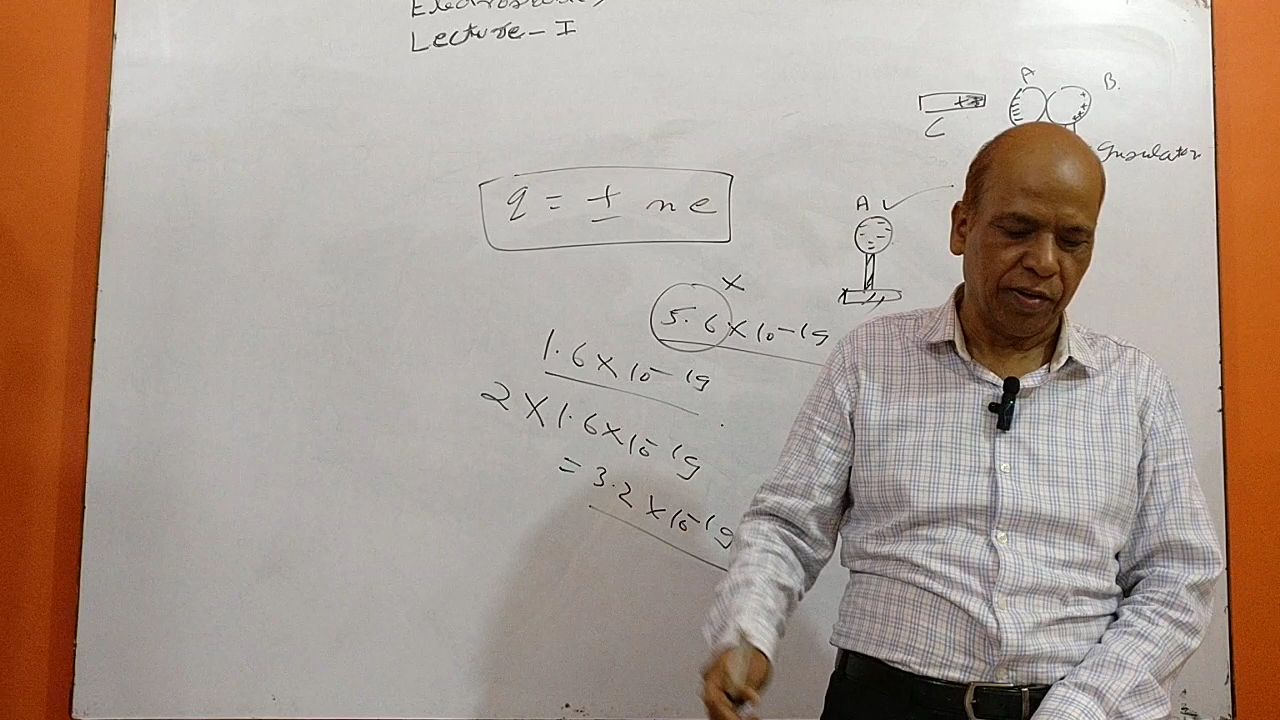 Lecture - I
A B.
+ +
C
Insulator
q = ± ne
A
X
5.6 X 10-19
1.6 X 10-19
2 X 1.6 X 10-19
= 3.2 X 10-19